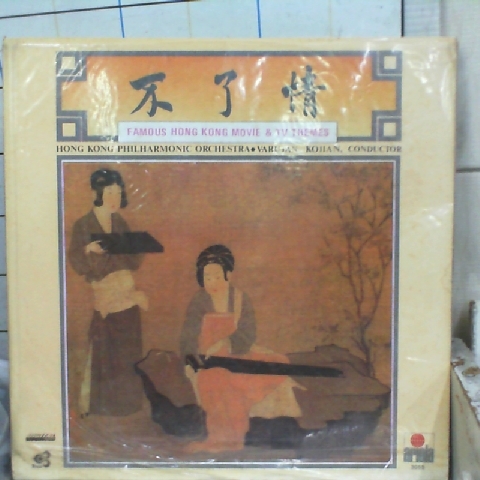 不了情
FAMOUS HONG KONG MOVIE & TV THEMES
HONG KONG PHILHARMONIC ORCHESTRA•VARUJAN KOJIAN, CONDUCTOR